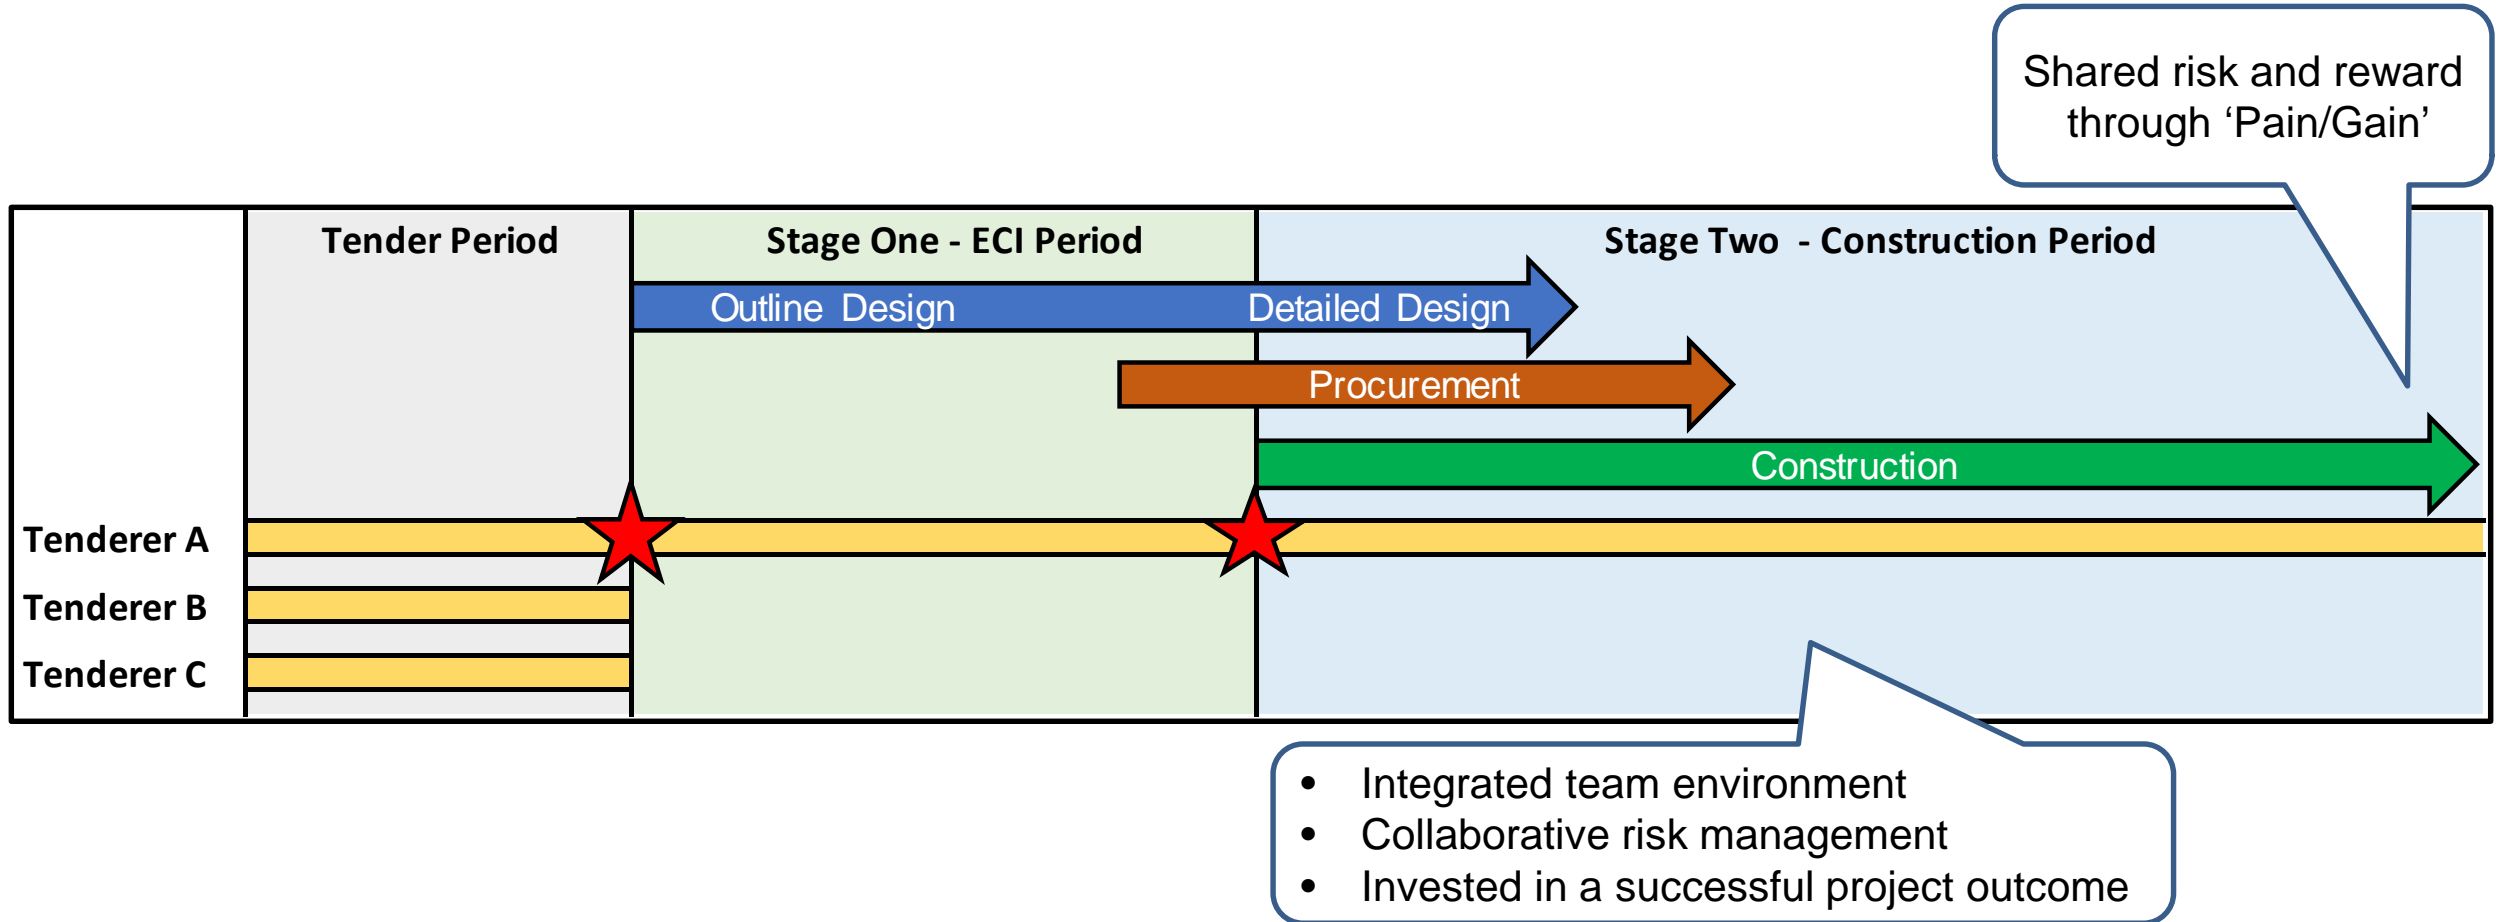 Shared risk and reward
through ‘Pain/Gain’
Tender Period
Stage One - ECI Period
Stage Two - Construction Period
Outline Design
Detailed Design
Procurement
Construction
Tenderer A
Tenderer B
Tenderer C
• Integrated team environment
• Collaborative risk management
• Invested in a successful project outcome